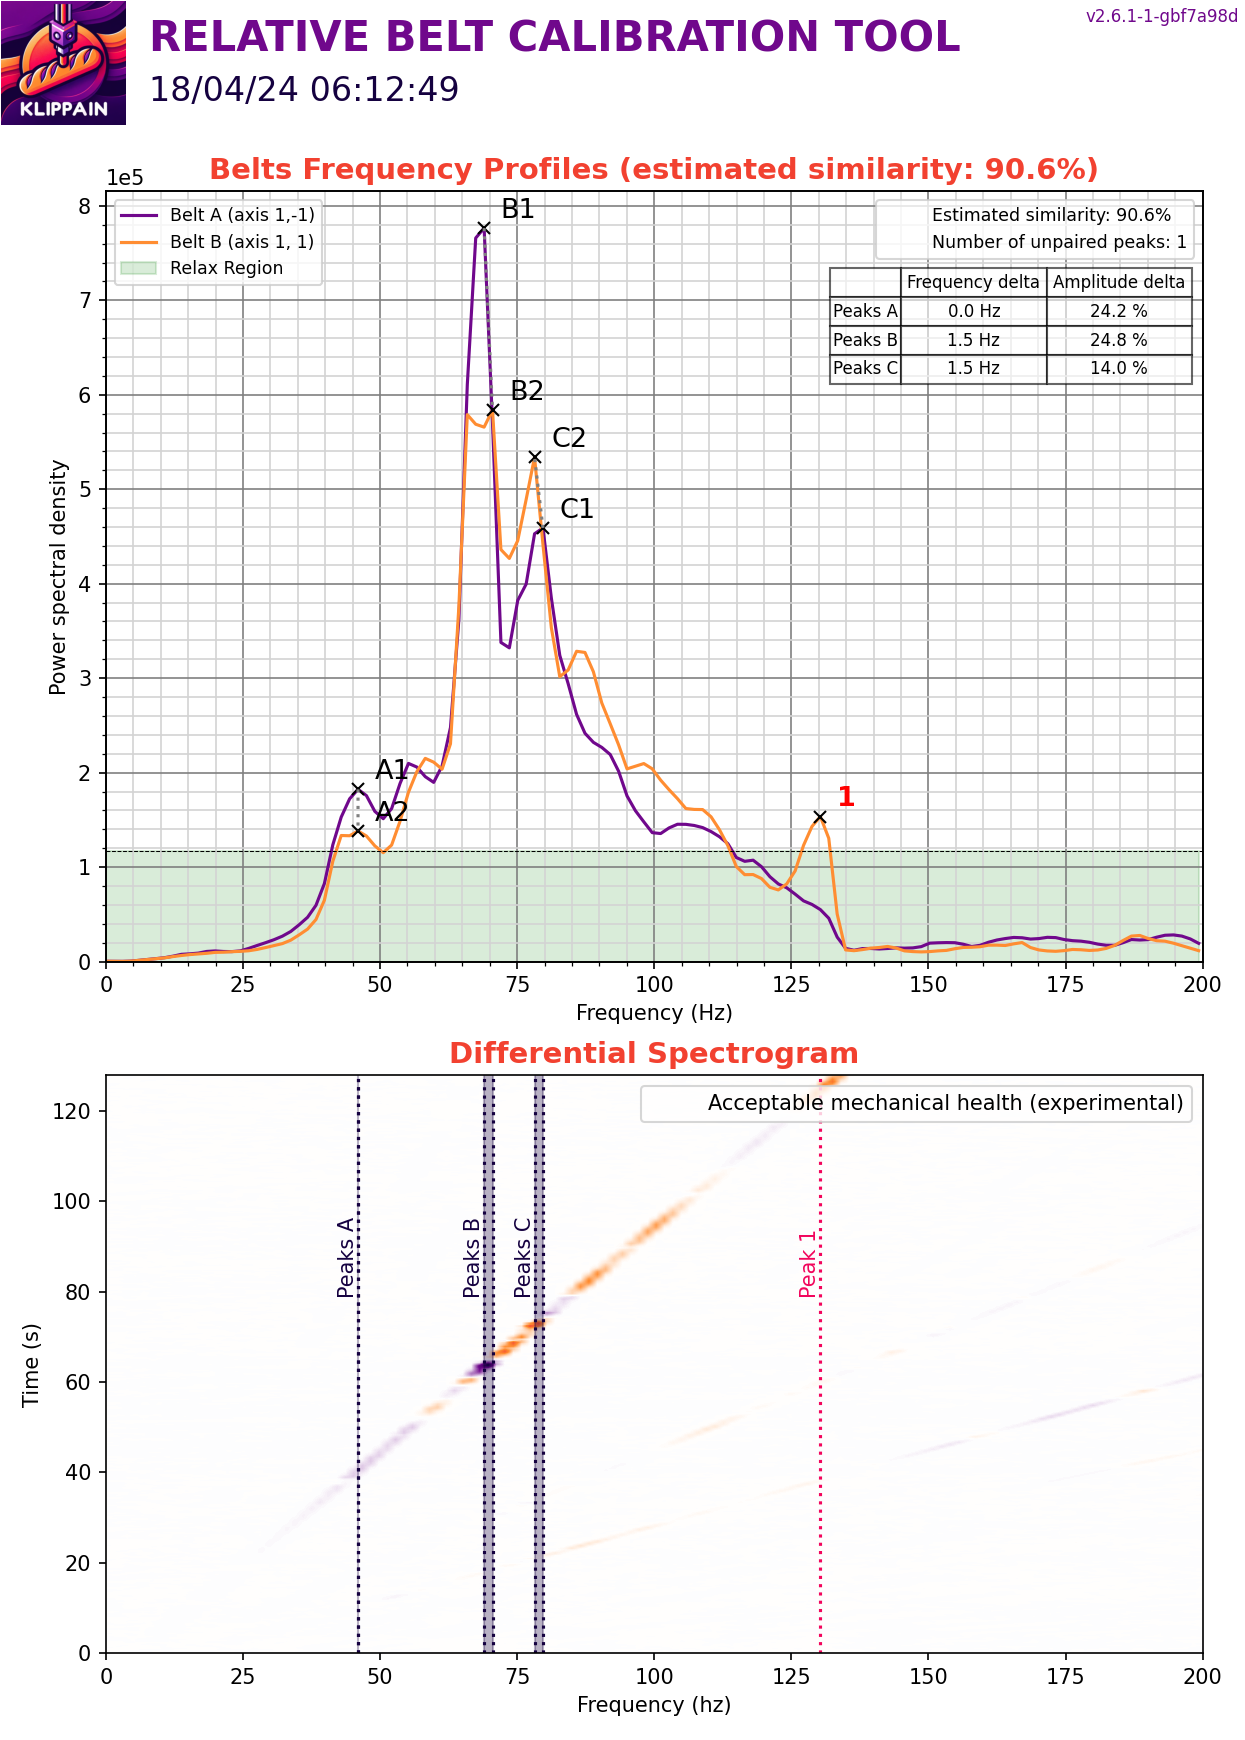 KLIPPAIN
RELATIVE BELT CALIBRATION TOOL
18/04/24 06:12:49
v2.6.1-1-gbf7a98d
Belts Frequency Profiles (estimated similarity: 90.6%)
1e5
Belt A (axis 1,-1)
Belt B (axis 1, 1)
Relax Region
Estimated similarity: 90.6%
Number of unpaired peaks: 1
Frequency delta Amplitude delta
Peaks A 0.0 Hz 24.2 %
Peaks B 1.5 Hz 24.8 %
Peaks C 1.5 Hz 14.0 %
B1
B2
C2
C1
A1
A2
1
8
7
6
5
4
3
2
1
0
Power spectral density
0 25 50 75 100 125 150 175 200
Frequency (Hz)
Differential Spectrogram
Acceptable mechanical health (experimental)
Peaks A
Peaks B
Peaks C
Peak 1
120
100
80
60
40
20
0
Time (s)
0 25 50 75 100 125 150 175 200
Frequency (hz)